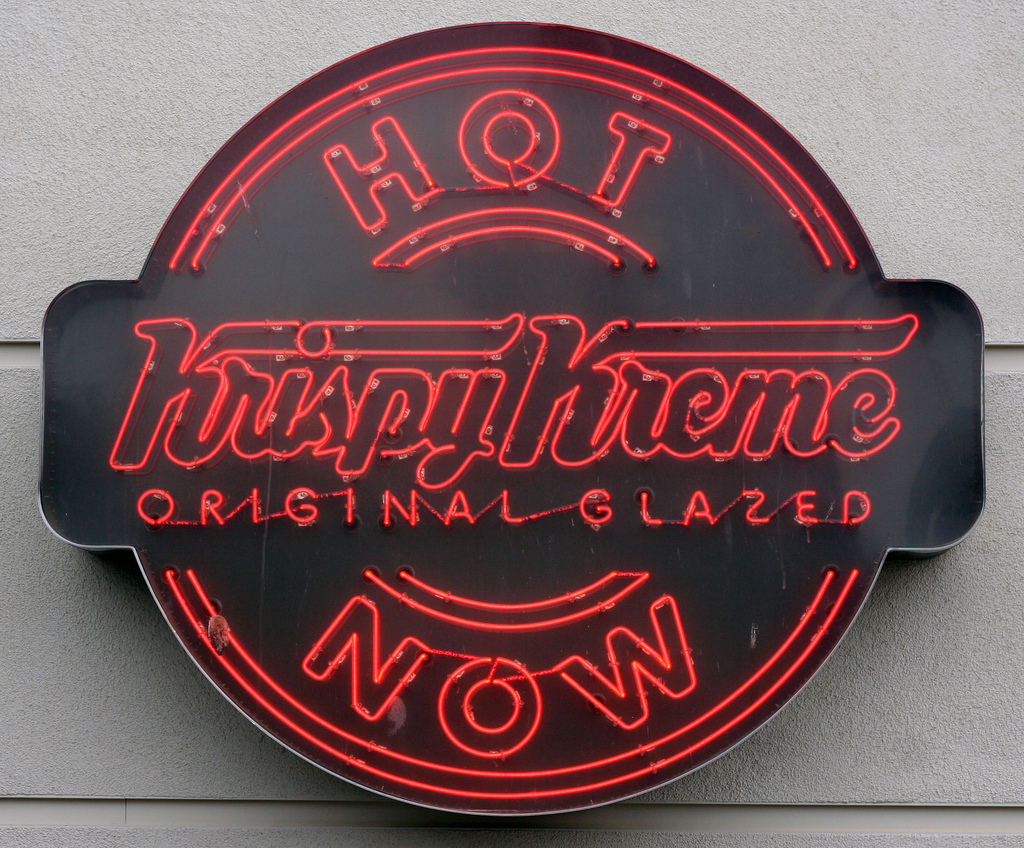 HOT
Krispy Kreme
ORIGINAL GLAZED
NOW